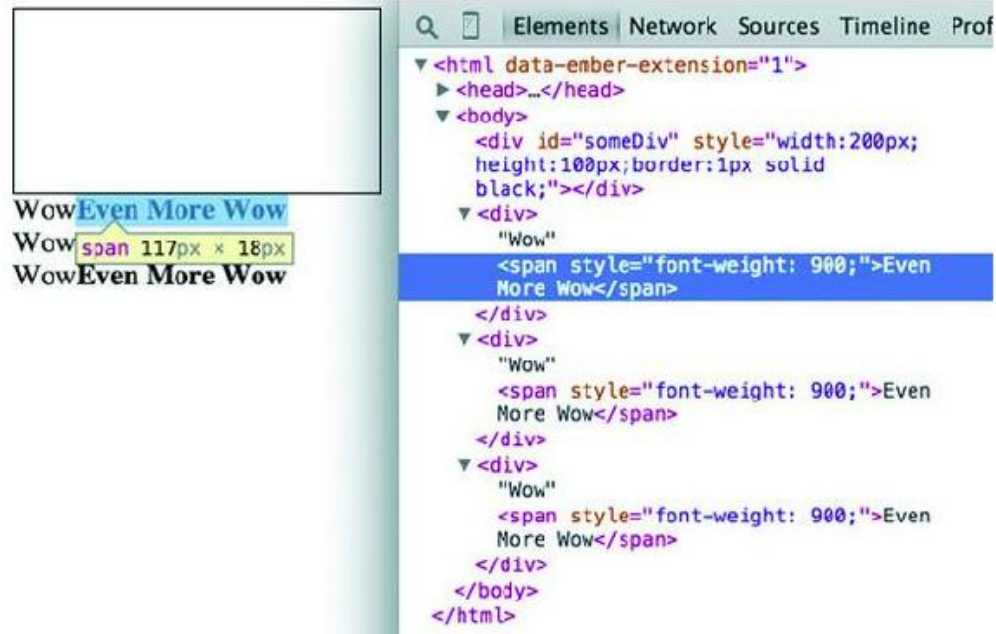 WowEven More Wow
Wow
span 117px × 18px
WowEven More Wow
Elements Network Sources Timeline Prof
▼<html data-ember-extension="1">
▶<head>…</head>
▼<body>
<div id="someDiv" style="width:200px;
height:100px;border:1px solid
black;"></div>
▼<div>
"Wow"
<span style="font-weight: 900;">Even
More Wow</span>
</div>
▼<div>
"Wow"
<span style="font-weight: 900;">Even
More Wow</span>
</div>
▼<div>
"Wow"
<span style="font-weight: 900;">Even
More Wow</span>
</div>
</body>
</html>